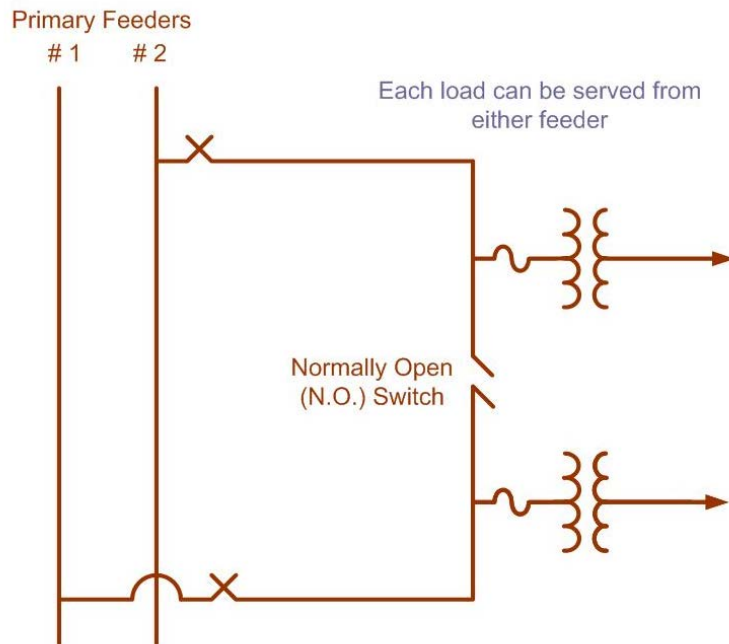 Primary Feeders
# 1
# 2
Each load can be served from
either feeder
Normally Open
(N.O.) Switch